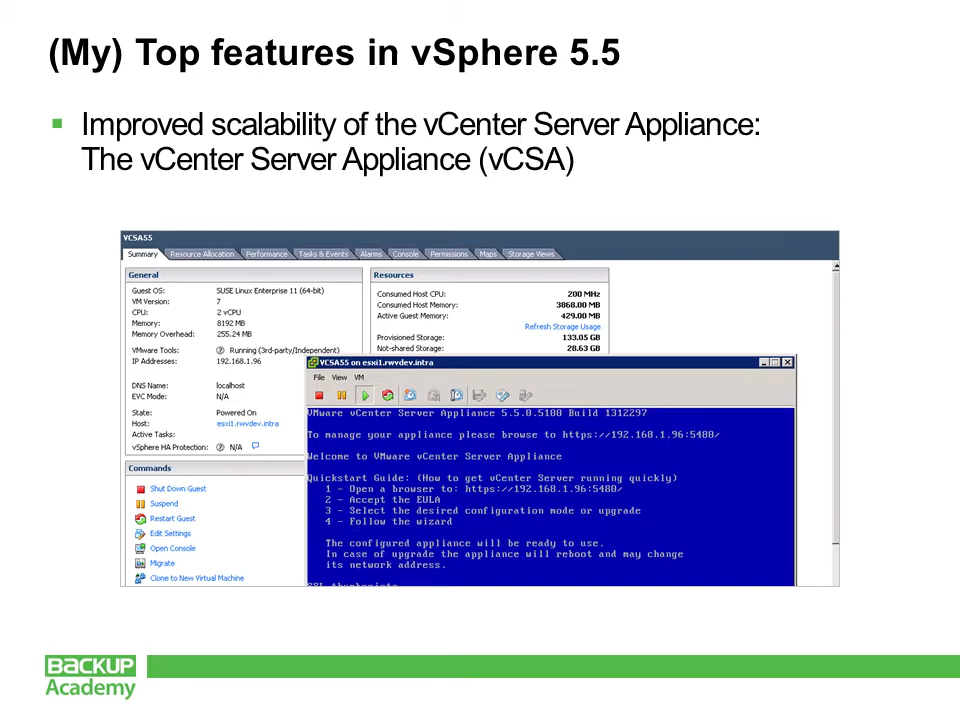 (My) Top features in vSphere 5.5
Improved scalability of the vCenter Server Appliance:
The vCenter Server Appliance (vCSA)
VCSA55
Summary Resource Allocation Performance Tasks & Events Alarms Console Permissions Maps Storage Views
General
Guest OS: SUSE Linux Enterprise 11 (64-bit)
VM Version: 7
CPU: 2 vCPU
Memory: 8192 MB
Memory Overhead: 255.24 MB
VMware Tools: Running (3rd-party/Independent)
IP Addresses: 192.168.1.96
DNS Name: localhost
EVC Mode: N/A
State: Powered On
Host: esxi1.rwvdev.intra
Active Tasks:
vSphere HA Protection: N/A
Commands
Shut Down Guest
Suspend
Restart Guest
Edit Settings
Open Console
Migrate
Clone to New Virtual Machine
Resources
Consumed Host CPU: 200 MHz
Consumed Host Memory: 3868.00 MB
Active Guest Memory: 429.00 MB
Refresh Storage Usage
Provisioned Storage: 133.05 GB
Not-shared Storage: 28.63 GB
VCSA55 on esxi1.rwvdev.intra
File View VM
VMware vCenter Server Appliance 5.5.0.5100 Build 1312297
To manage your appliance please browse to https://192.168.1.96:5480/
Welcome to VMware vCenter Server Appliance
Quickstart Guide: (How to get vCenter Server running quickly)
1 - Open a browser to: https://192.168.1.96:5480/
2 - Accept the EULA
3 - Select the desired configuration mode or upgrade
4 - Follow the wizard
The configured appliance will be ready to use.
In case of upgrade the appliance will reboot and may change
its network address.
BACKUP
Academy